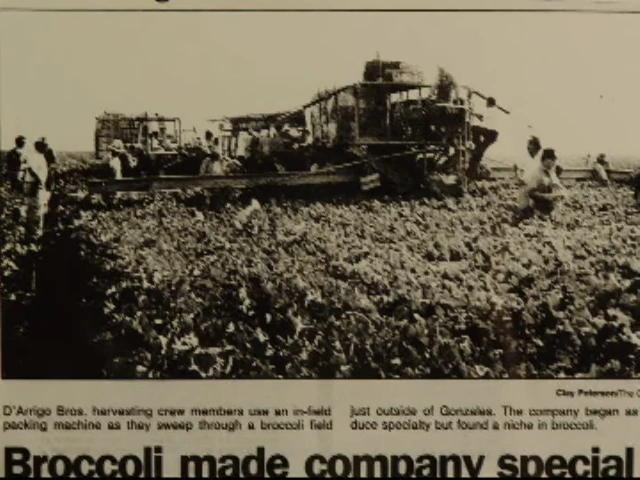 Clay Peterson/The C
D'Arrigo Bros. harvesting crew members use an in-field
packing machine as they sweep through a broccoli field
just outside of Gonzales. The company began as
duce specialty but found a niche in broccoli.
Broccoli made company special